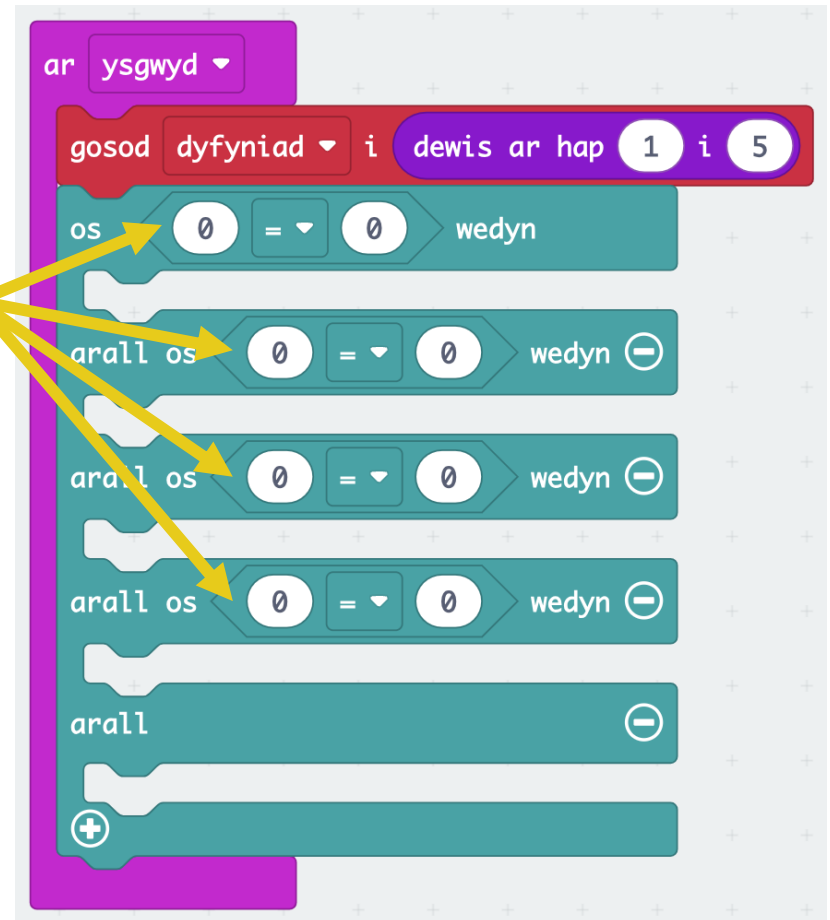 ar ysgwyd
gosod dyfyniad i dewis ar hap 1 i 5
os 0 = 0 wedyn
arall os 0 = 0 wedyn
arall os 0 = 0 wedyn
arall os 0 = 0 wedyn
arall